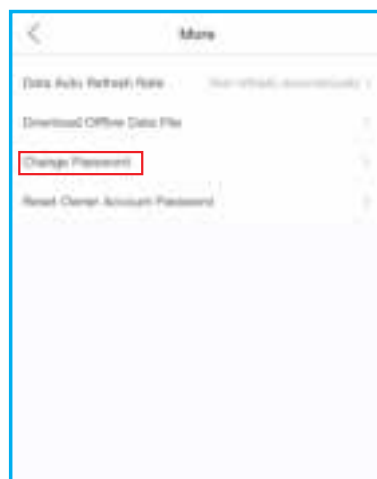 More
Data Auto Refresh Rate
Download Offline Data File
Change Password
Reset Owner Account Password